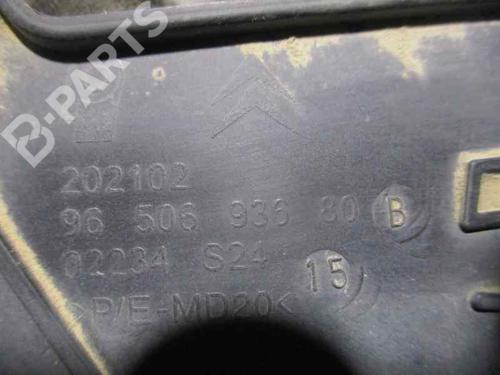 B-PARTS
202102
96 506 936 80 B
02234 S24
15
>P/E-MD20<